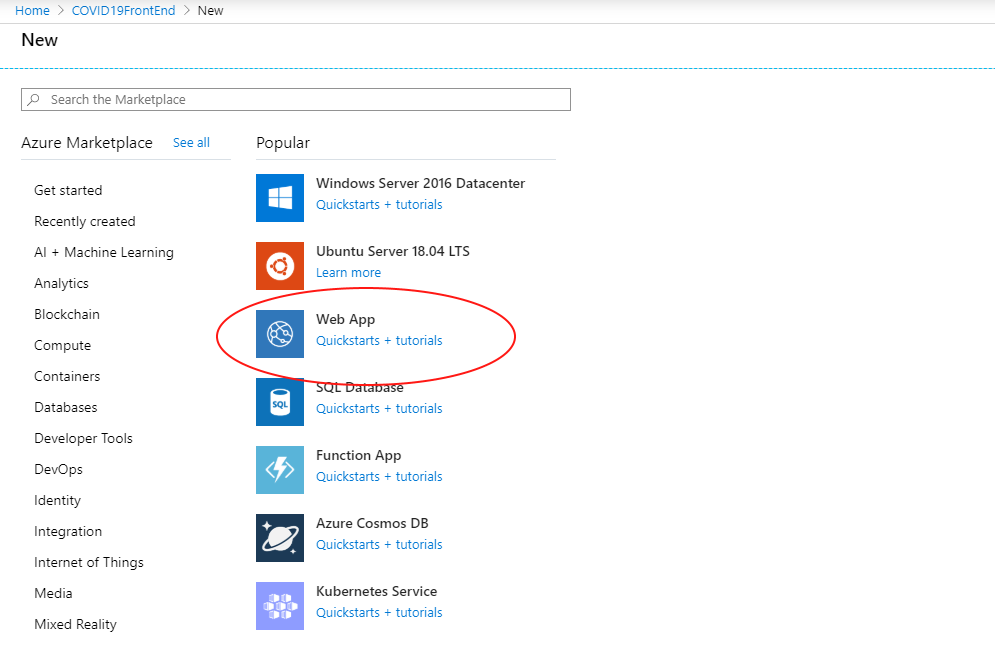 Home > COVID19FrontEnd > New
New
Search the Marketplace
Azure Marketplace See all
Get started
Recently created
AI + Machine Learning
Analytics
Blockchain
Compute
Containers
Databases
Developer Tools
DevOps
Identity
Integration
Internet of Things
Media
Mixed Reality
Popular
Windows Server 2016 Datacenter
Quickstarts + tutorials
Ubuntu Server 18.04 LTS
Learn more
Web App
Quickstarts + tutorials
SQL Database
SQL
Quickstarts + tutorials
Function App
Quickstarts + tutorials
Azure Cosmos DB
Quickstarts + tutorials
Kubernetes Service
Quickstarts + tutorials